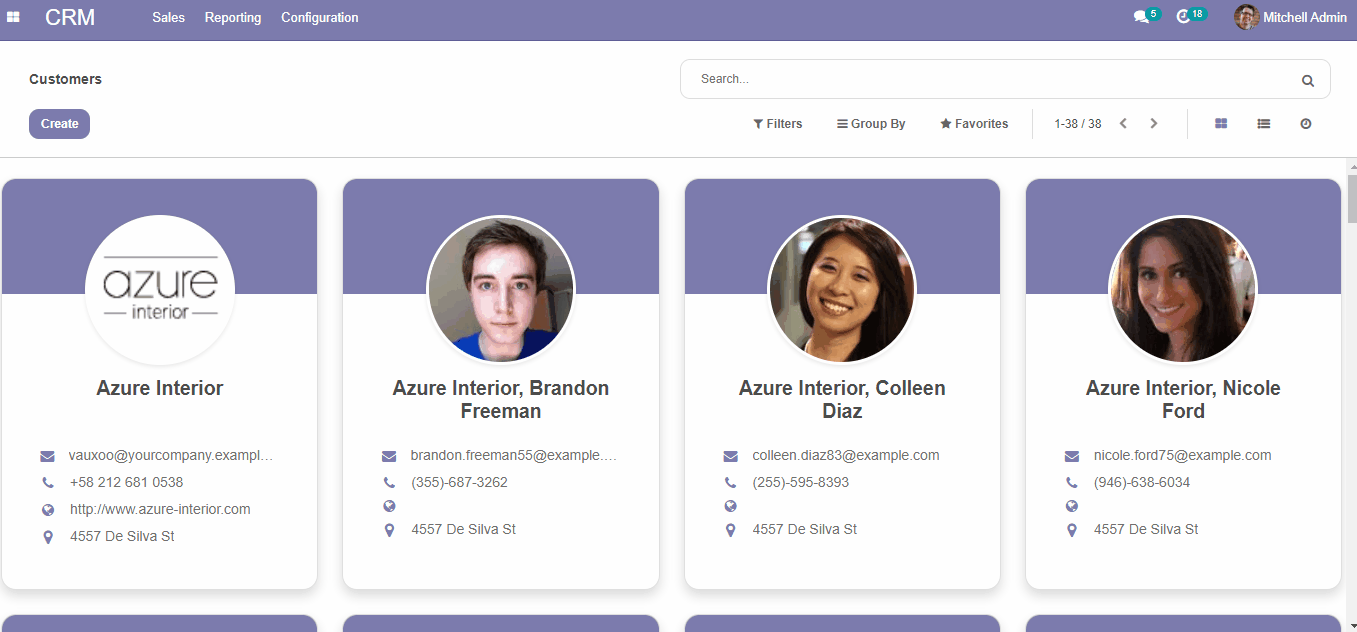 CRM Sales Reporting Configuration 5 18 Mitchell Admin
Customers
Search...
Create
Filters Group By Favorites 1-38 / 38
azure
interior
Azure Interior
vauxoo@yourcompany.exampl...
+58 212 681 0538
http://www.azure-interior.com
4557 De Silva St
Azure Interior, Brandon
Freeman
brandon.freeman55@example....
(355)-687-3262
4557 De Silva St
Azure Interior, Colleen
Diaz
colleen.diaz83@example.com
(255)-595-8393
4557 De Silva St
Azure Interior, Nicole
Ford
nicole.ford75@example.com
(946)-638-6034
4557 De Silva St